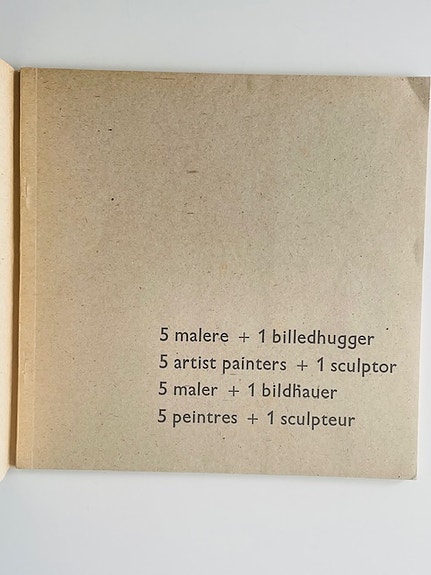 5 malere + 1 billedhugger
5 artist painters + 1 sculptor
5 maler + 1 bildhauer
5 peintres + 1 sculpteur